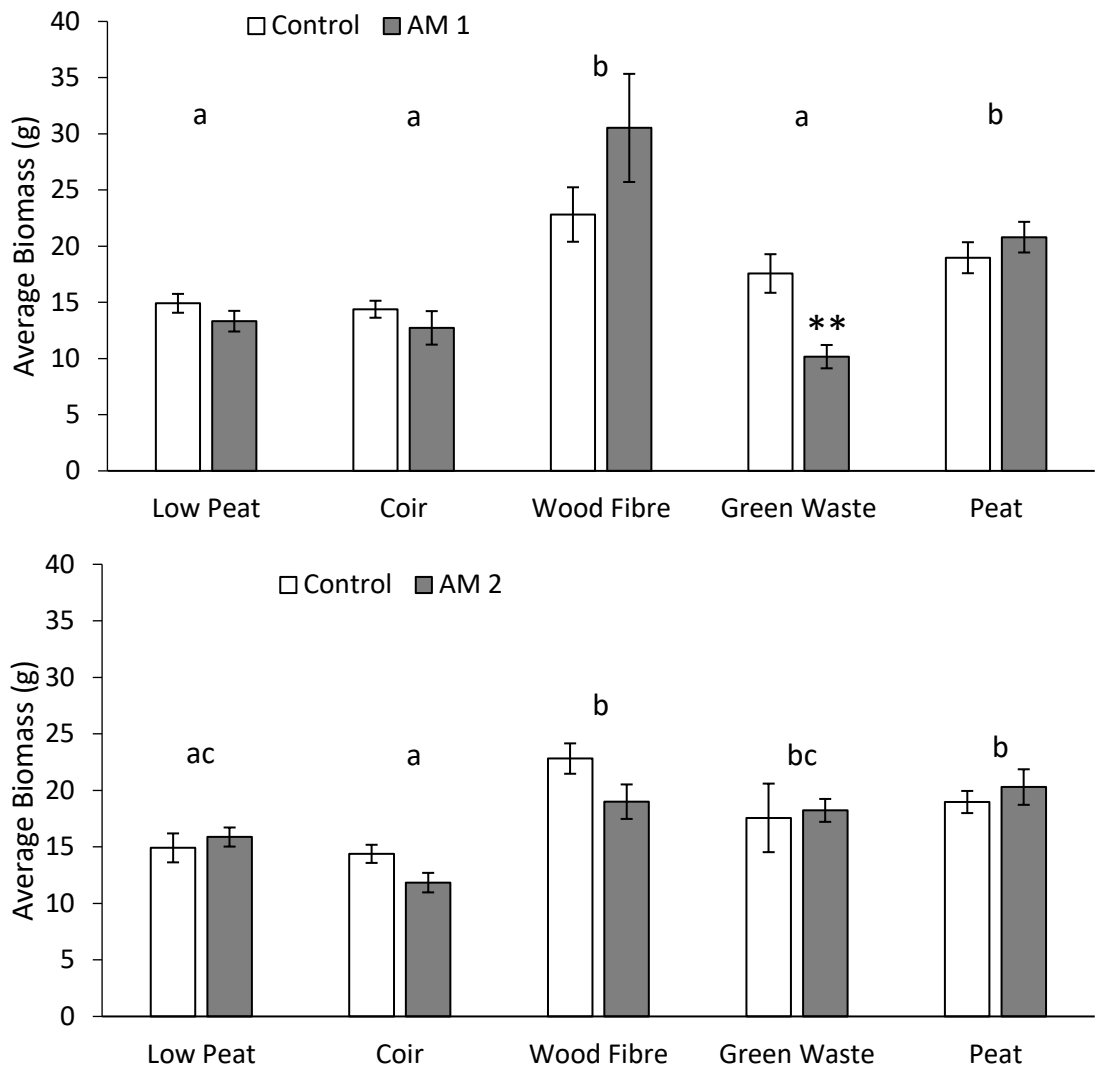 40
Control AM 1
35
30
25
20
15
10
5
0
Average Biomass (g)
a a b a b
**
Low Peat Coir Wood Fibre Green Waste Peat
40
Control AM 2
35
30
25
20
15
10
5
0
Average Biomass (g)
ac a b bc b
Low Peat Coir Wood Fibre Green Waste Peat